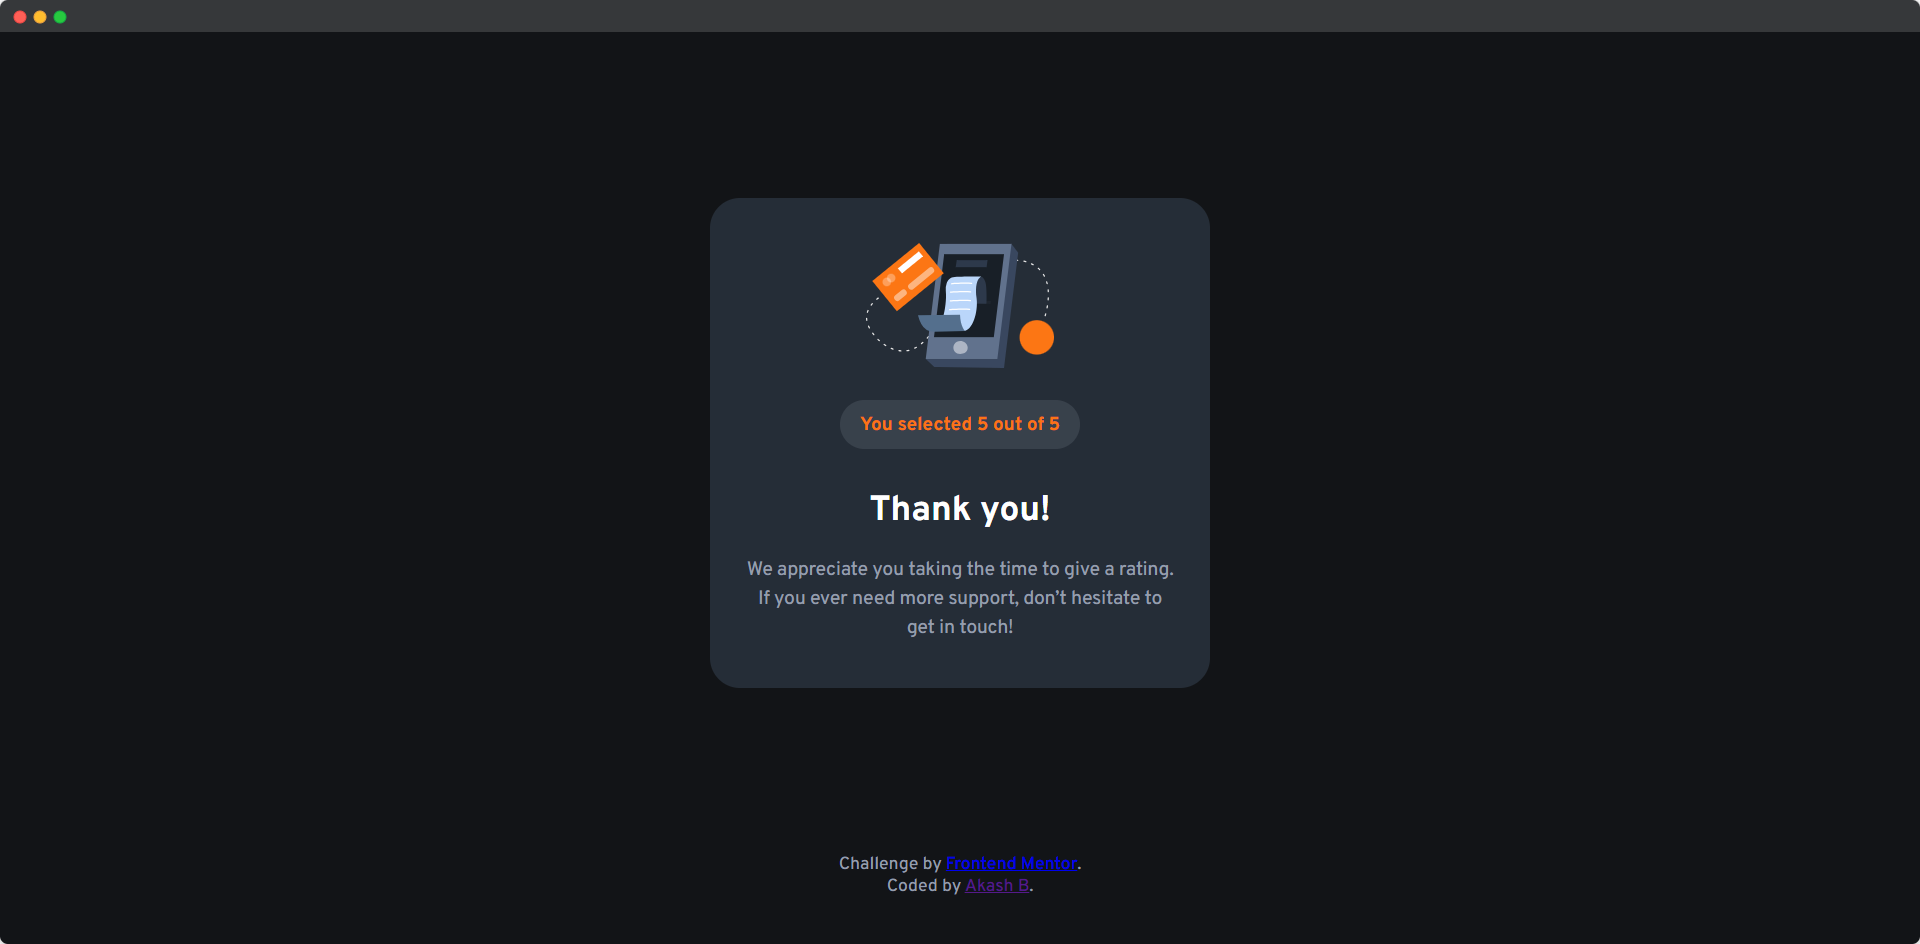 You selected 5 out of 5
Thank you!
We appreciate you taking the time to give a rating.
If you ever need more support, don’t hesitate to
get in touch!
Challenge by Frontend Mentor.
Coded by Akash B.